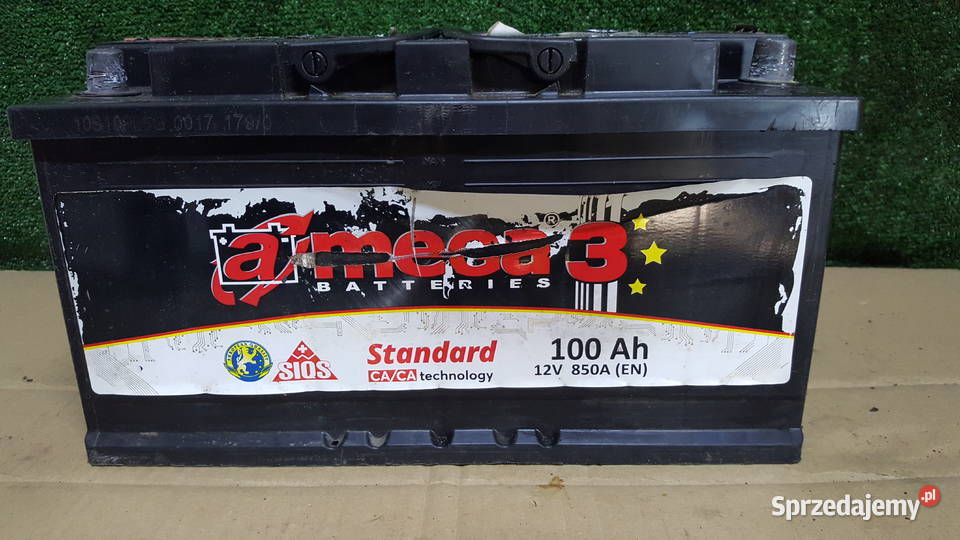 a·mega 3
®
BATTERIES
SIOS
Standard
100 Ah
CA/CA technology
12V 850A (EN)
Sprzedajemy.pl